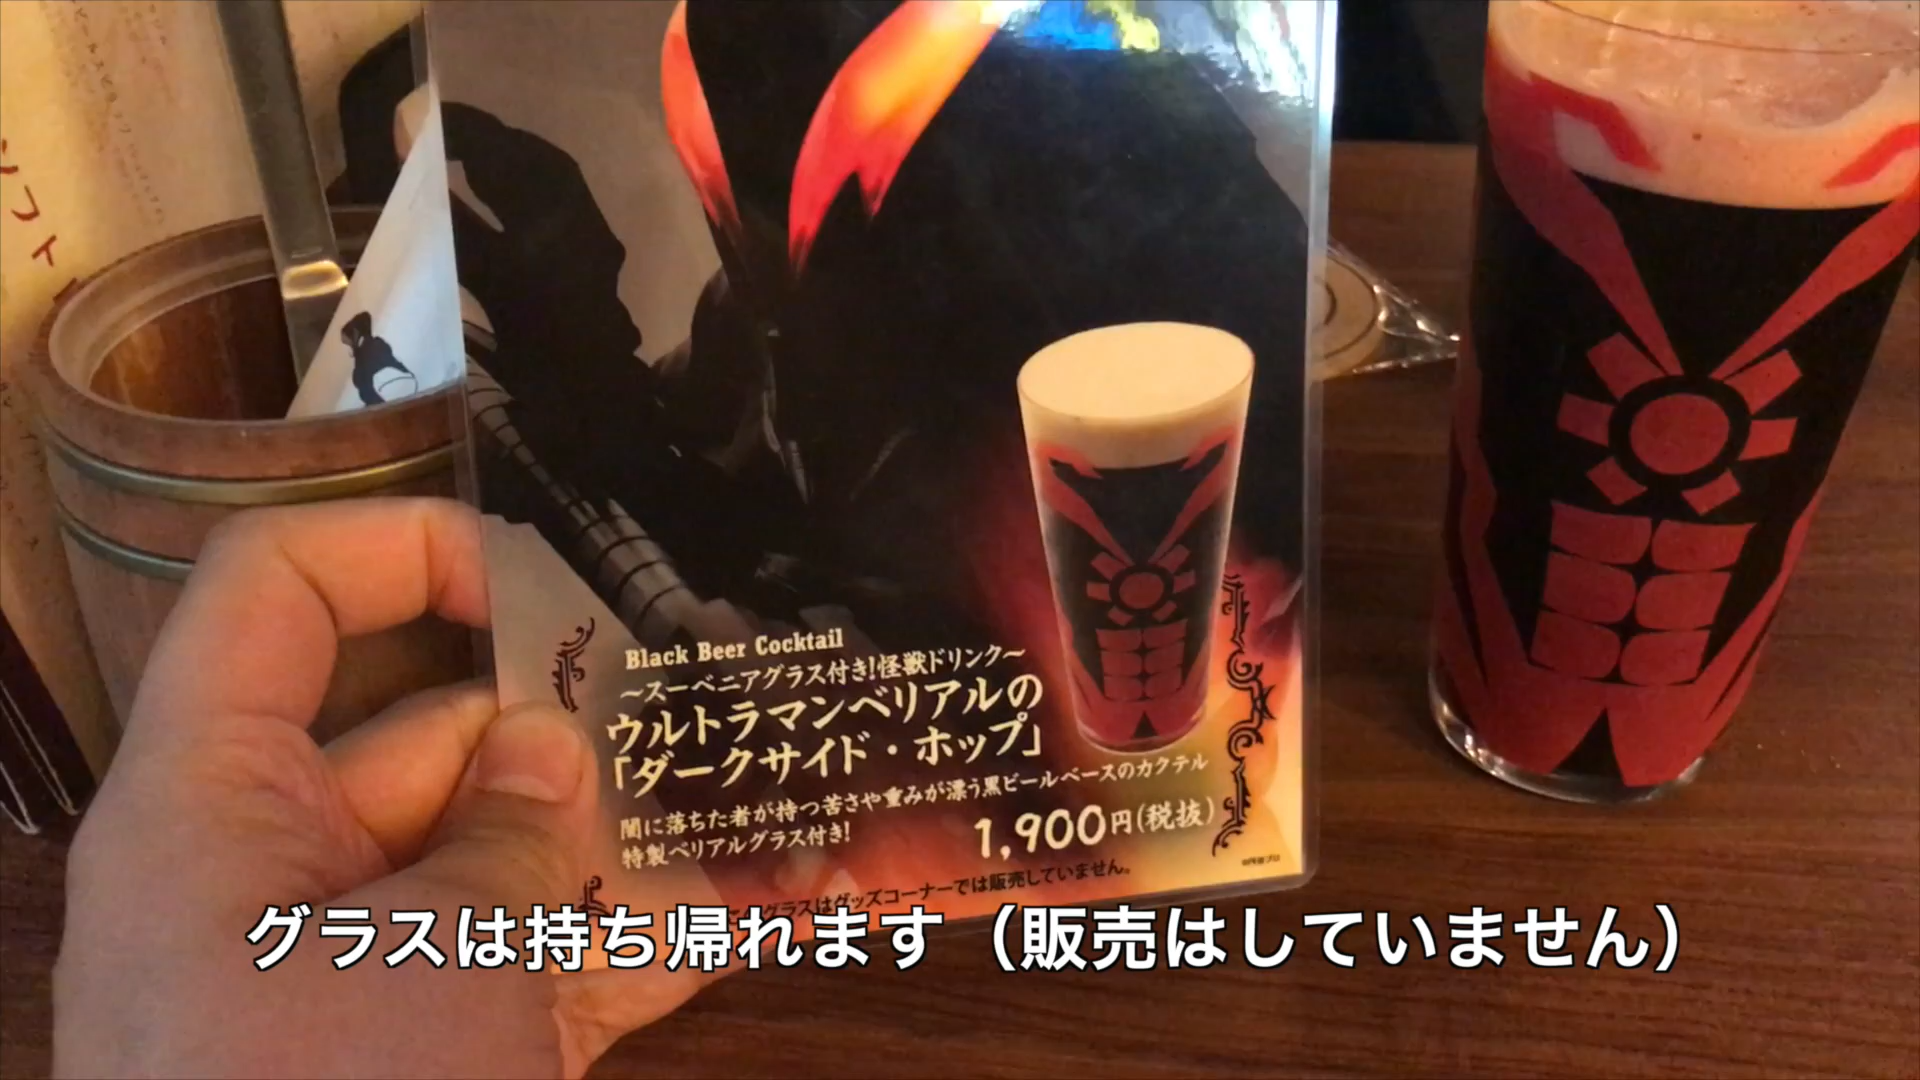 Black Beer Cocktail
～スーベニアグラス付き!怪獣ドリンク～
ウルトラマンベリアルの
「ダークサイド・ホップ」
闇に落ちた者が持つ苦さや重みが漂う黒ビールベースのカクテル
特製ベリアルグラス付き!
1,900円(税抜)
グラスはグッズコーナーでは販売していません。
グラスは持ち帰れます（販売はしていません）